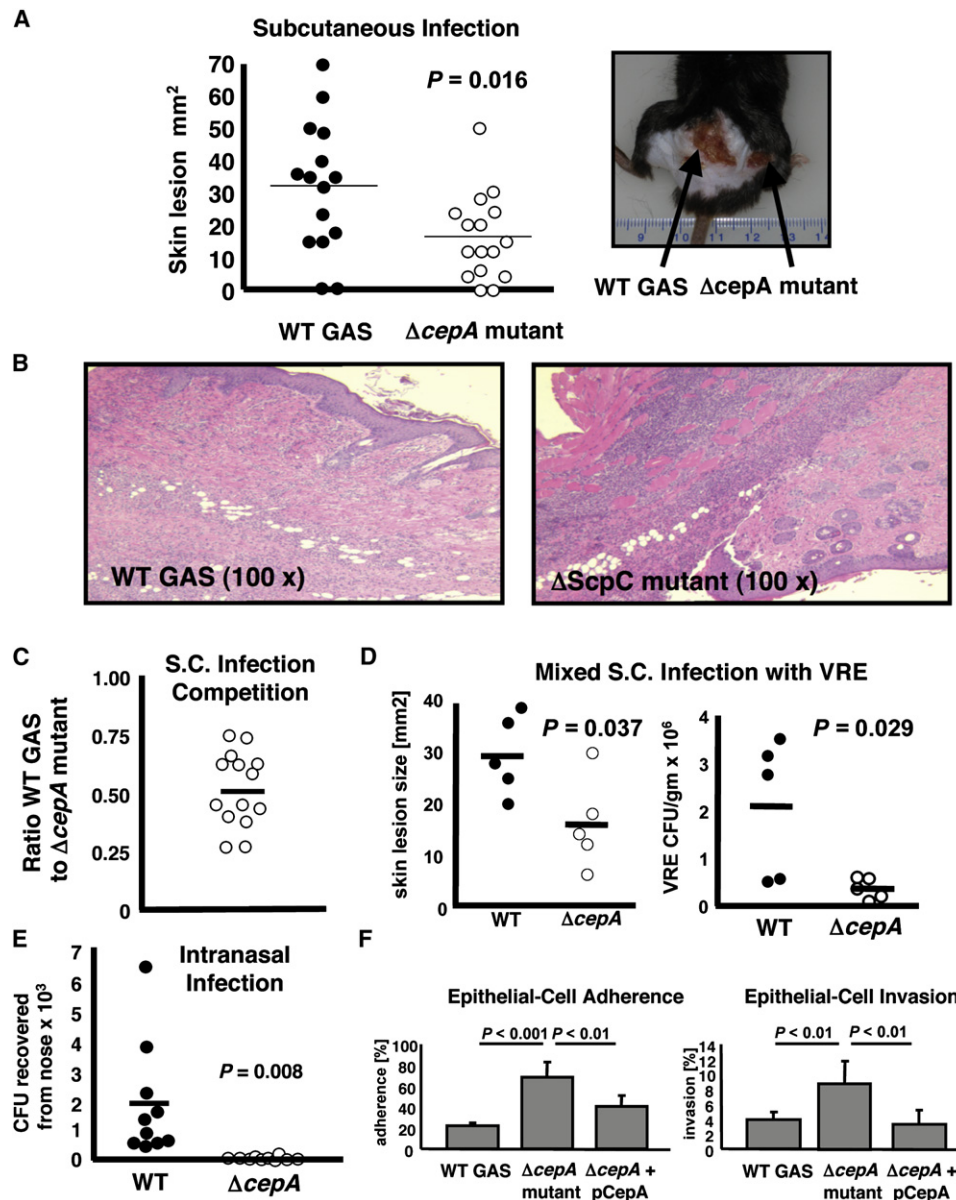 A
Subcutaneous Infection
Skin lesion mm²
70
60
50
40
30
20
10
0
P = 0.016
WT GAS
ΔcepA mutant
9 10 11 12 13 14
WT GAS ΔcepA mutant
B
WT GAS (100 x)
ΔScpC mutant (100 x)
C
S.C. Infection
Competition
Ratio WT GAS
to ΔcepA mutant
1.00
0.75
0.50
0.25
0
D
Mixed S.C. Infection with VRE
skin lesion size [mm2]
40
30
20
10
0
P = 0.037
WT
ΔcepA
VRE CFU/gm x 10⁶
4
3
2
1
0
P = 0.029
WT
ΔcepA
E
Intranasal
Infection
CFU recovered
from nose x 10³
7
6
5
4
3
2
1
0
P = 0.008
WT
ΔcepA
F
Epithelial-Cell Adherence
P < 0.001 P < 0.01
adherence [%]
100
80
60
40
20
WT GAS
ΔcepA
mutant
ΔcepA +
pCepA
Epithelial-Cell Invasion
P < 0.01 P < 0.01
invasion [%]
14
12
10
8
6
4
2
WT GAS
ΔcepA
mutant
ΔcepA +
pCepA